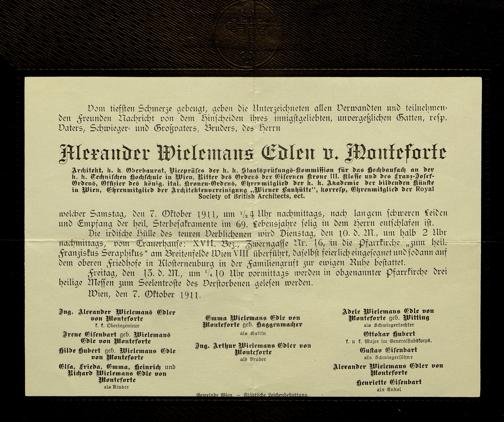 Vom tiefsten Schmerze gebeugt, geben die Unterzeichneten allen Verwandten und teilnehmen-
den Freunden Nachricht von dem Hinscheiden ihres innigstgeliebten, unvergeßlichen Gatten, resp.
Vaters, Schwieger- und Großvaters, Bruders, des Herrn
Alexander Wielemans Edlen v. Monteforte
Architekt, k. k. Oberbaurat, Vicepräses der k. k. Staatsprüfungs-Kommission für das Hochbaufach an der
k. k. Technischen Hochschule in Wien, Ritter des Ordens der Eisernen Krone III. Klasse und des Franz-Josef-
Ordens, Offizier des königl. ital. Kronen-Ordens, Ehrenmitglied der k. k. Akademie der bildenden Künste
in Wien, Ehrenmitglied der Architektenvereinigung „Wiener Bauhütte", korresp. Ehrenmitglied der Royal
Society of British Architects, ect.
welcher Samstag, den 7. Oktober 1911, um 1/4 Uhr nachmittags, nach langem schweren Leiden
und Empfang der heil. Sterbesakramente im 69. Lebensjahre selig in dem Herrn entschlafen ist.
Die irdische Hülle des teuren Verblichenen wird Dienstag, den 10. d. M., um halb 2 Uhr
nachmittags, vom Trauerhause: XVII. Bez., Zwerngasse Nr. 16, in die Pfarrkirche „zum heil.
Franziskus Seraphikus" am Breitenfelde Wien VIII überführt, daselbst feierlich eingesegnet und sodann auf
dem oberen Friedhofe in Klosterneuburg in der Familiengruft zur ewigen Ruhe bestattet.
Freitag, den 13. d. M., um 1/2 10 Uhr vormittags werden in obgenannter Pfarrkirche drei
heilige Messen zum Seelentroste des Verstorbenen gelesen werden.
Wien, den 7. Oktober 1911.
Ing. Alexander Wielemans Edler
von Monteforte
k. k. Oberingenieur
Irene Eisenbart geb. Wielemans
Edle von Monteforte
Hilde Hubert geb. Wielemans Edle
von Monteforte
Elsa, Frieda, Emma, Heinrich und
Richard Wielemans Edle von
Monteforte
als Kinder
Emma Wielemans Edle von
Monteforte geb. Haggenmacher
als Gattin
Ing. Arthur Wielemans Edler von
Monteforte
als Bruder
Adele Wielemans Edle von
Monteforte geb. Witting
als Schwiegertochter
Ottokar Hubert
k. u. k. Major im Generalstabskorps.
Gustav Eisenbart
als Schwiegersöhne
Alexander Wielemans Edler von
Monteforte
Henriette Eisenbart
als Enkel
Gemeinde Wien – Städtische Leichenbestattung